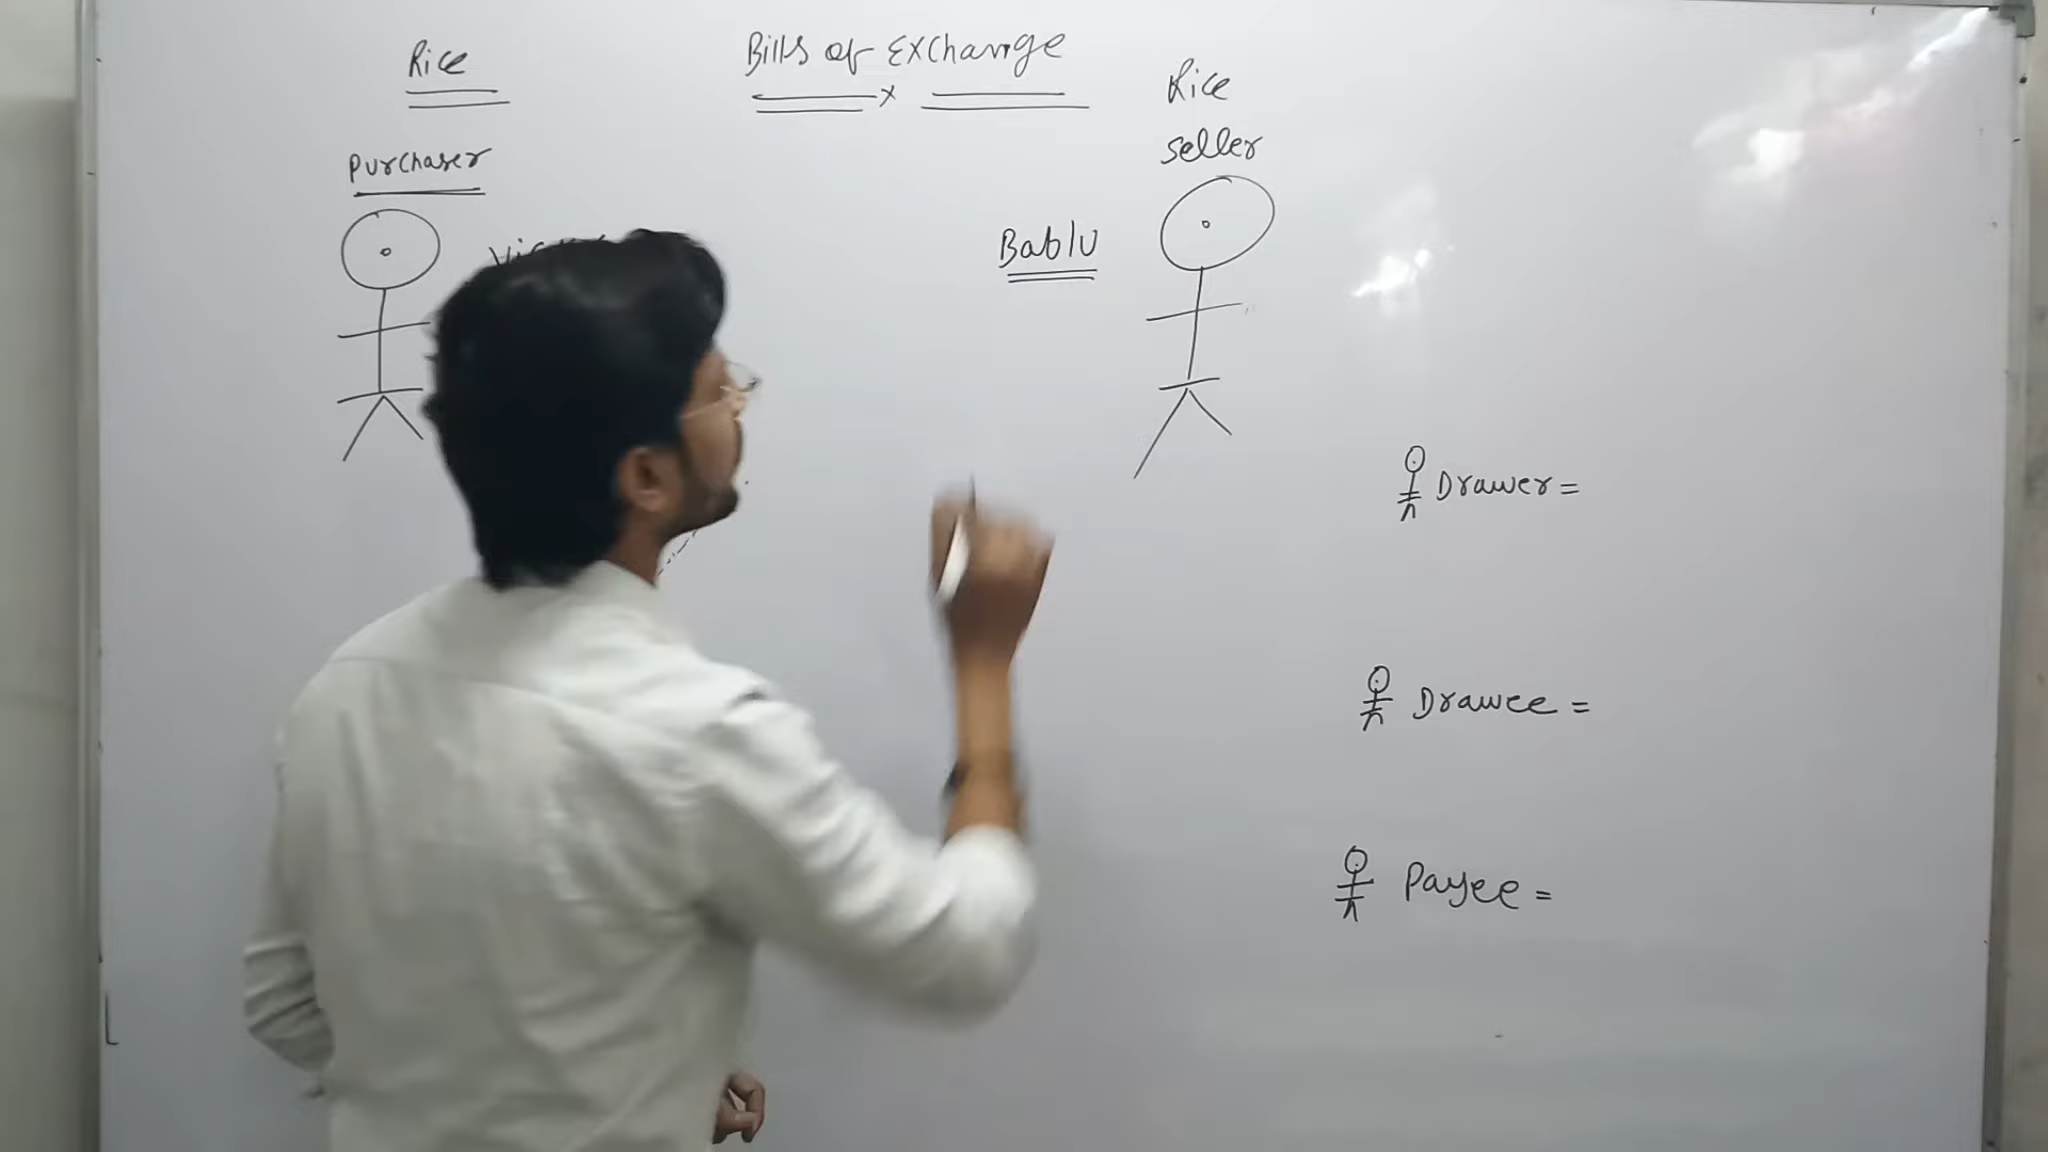 Rice
Bills of Exchange
Rice
seller
Purchaser
Bablu
Drawer =
Drawee =
Payee =